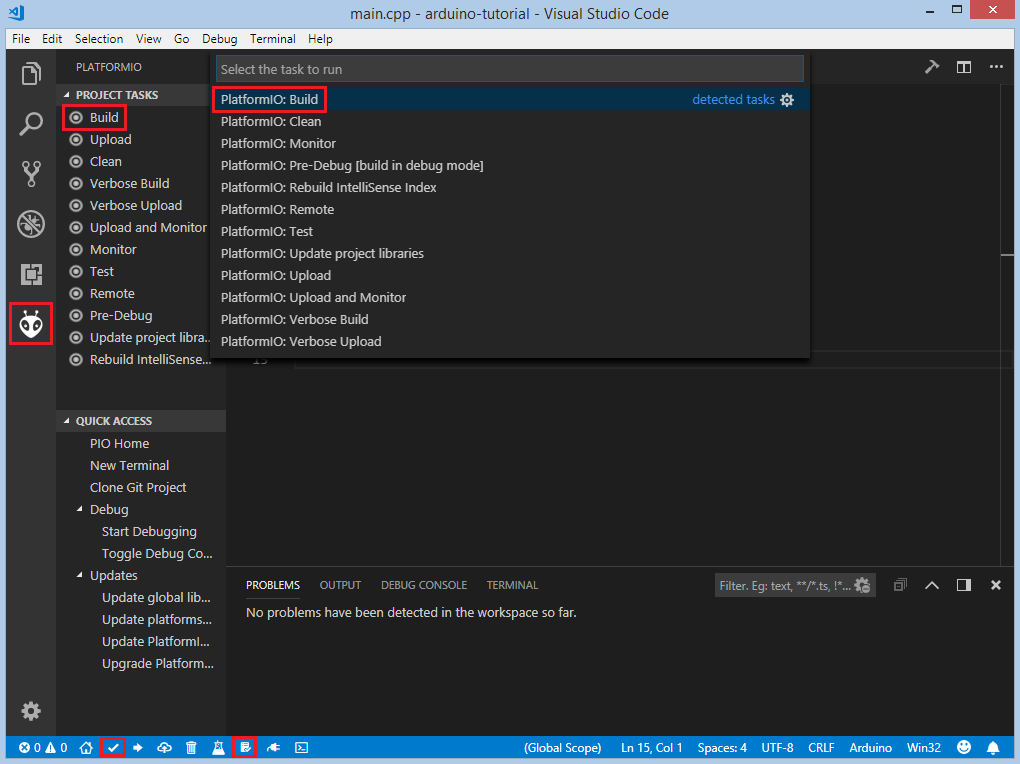 main.cpp - arduino-tutorial - Visual Studio Code
File Edit Selection View Go Debug Terminal Help
PLATFORMIO
PROJECT TASKS
Build
Upload
Clean
Verbose Build
Verbose Upload
Upload and Monitor
Monitor
Test
Remote
Pre-Debug
Update project libra...
Rebuild IntelliSense...
QUICK ACCESS
PIO Home
New Terminal
Clone Git Project
Debug
Start Debugging
Toggle Debug Co...
Updates
Update global lib...
Update platforms...
Update PlatformI...
Upgrade Platform...
Select the task to run
PlatformIO: Build detected tasks
PlatformIO: Clean
PlatformIO: Monitor
PlatformIO: Pre-Debug [build in debug mode]
PlatformIO: Rebuild IntelliSense Index
PlatformIO: Remote
PlatformIO: Test
PlatformIO: Update project libraries
PlatformIO: Upload
PlatformIO: Upload and Monitor
PlatformIO: Verbose Build
PlatformIO: Verbose Upload
15
PROBLEMS OUTPUT DEBUG CONSOLE TERMINAL Filter. Eg: text, **/*.ts, !*...
No problems have been detected in the workspace so far.
0 0 (Global Scope) Ln 15, Col 1 Spaces: 4 UTF-8 CRLF Arduino Win32